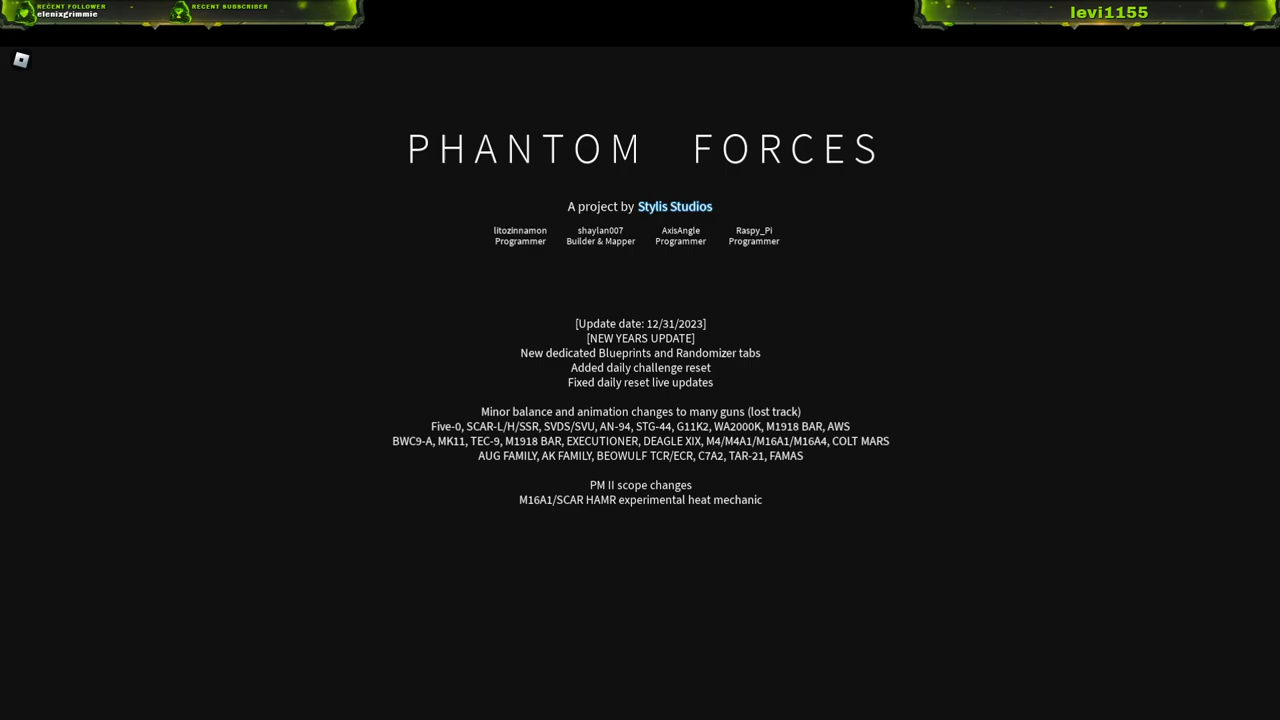 RECENT FOLLOWER
elenixgrimmie
RECENT SUBSCRIBER
levi1155
PHANTOM FORCES
A project by Stylis Studios
litozinnamon shaylan007 AxisAngle Raspy_Pi
Programmer Builder & Mapper Programmer Programmer
[Update date: 12/31/2023]
[NEW YEARS UPDATE]
New dedicated Blueprints and Randomizer tabs
Added daily challenge reset
Fixed daily reset live updates
Minor balance and animation changes to many guns (lost track)
Five-0, SCAR-L/H/SSR, SVDS/SVU, AN-94, STG-44, G11K2, WA2000K, M1918 BAR, AWS
BWC9-A, MK11, TEC-9, M1918 BAR, EXECUTIONER, DEAGLE XIX, M4/M4A1/M16A1/M16A4, COLT MARS
AUG FAMILY, AK FAMILY, BEOWULF TCR/ECR, C7A2, TAR-21, FAMAS
PM II scope changes
M16A1/SCAR HAMR experimental heat mechanic